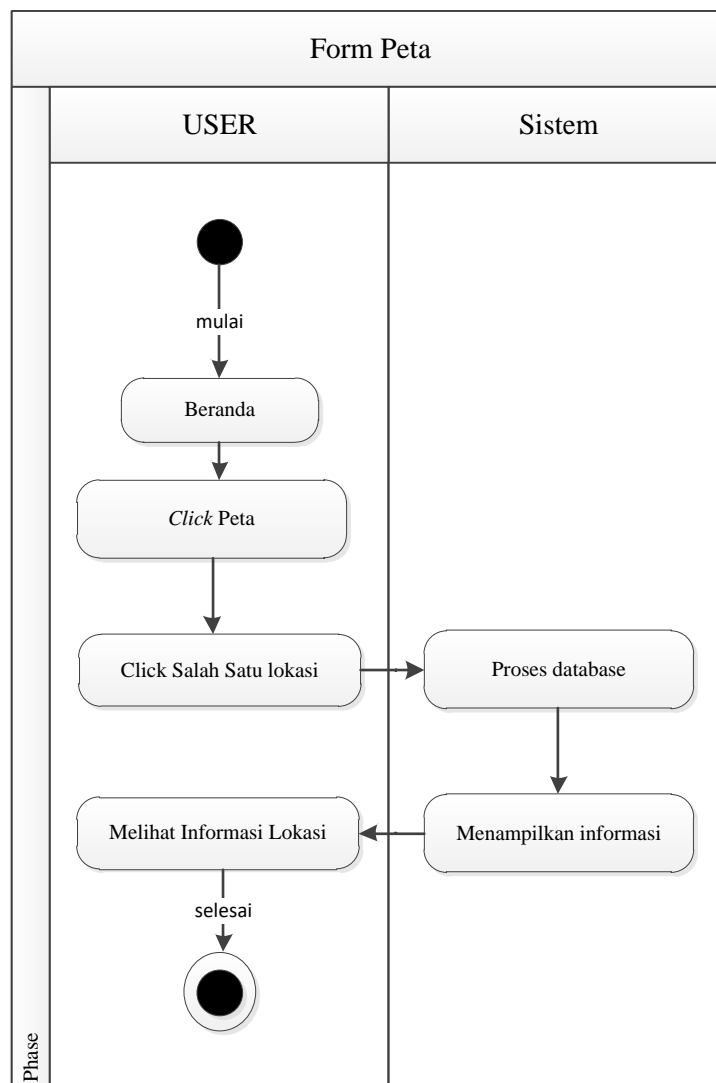 Form Peta
USER
Sistem
mulai
Beranda
Click Peta
Click Salah Satu lokasi
Proses database
Melihat Informasi Lokasi
Menampilkan informasi
selesai
Phase